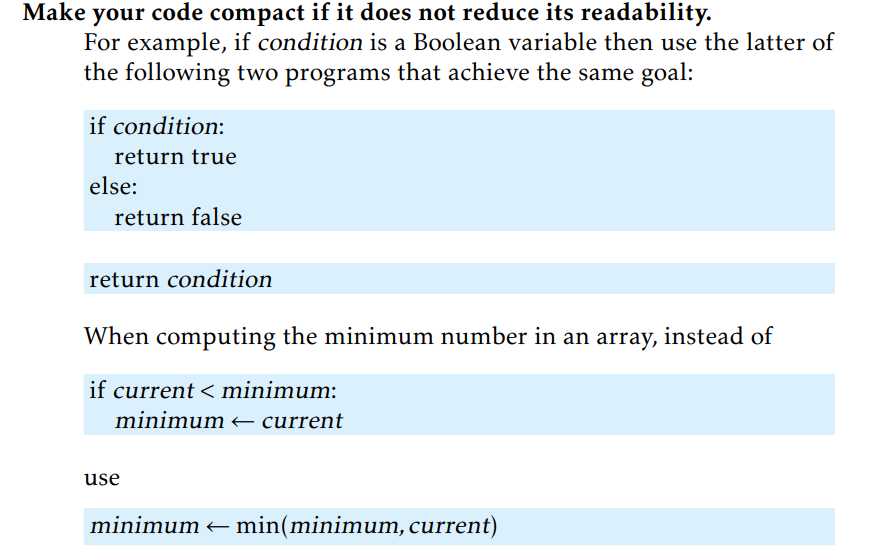 Make your code compact if it does not reduce its readability.
For example, if condition is a Boolean variable then use the latter of
the following two programs that achieve the same goal:
if condition:
return true
else:
return false
return condition
When computing the minimum number in an array, instead of
if current < minimum:
minimum ← current
use
minimum ← min(minimum, current)